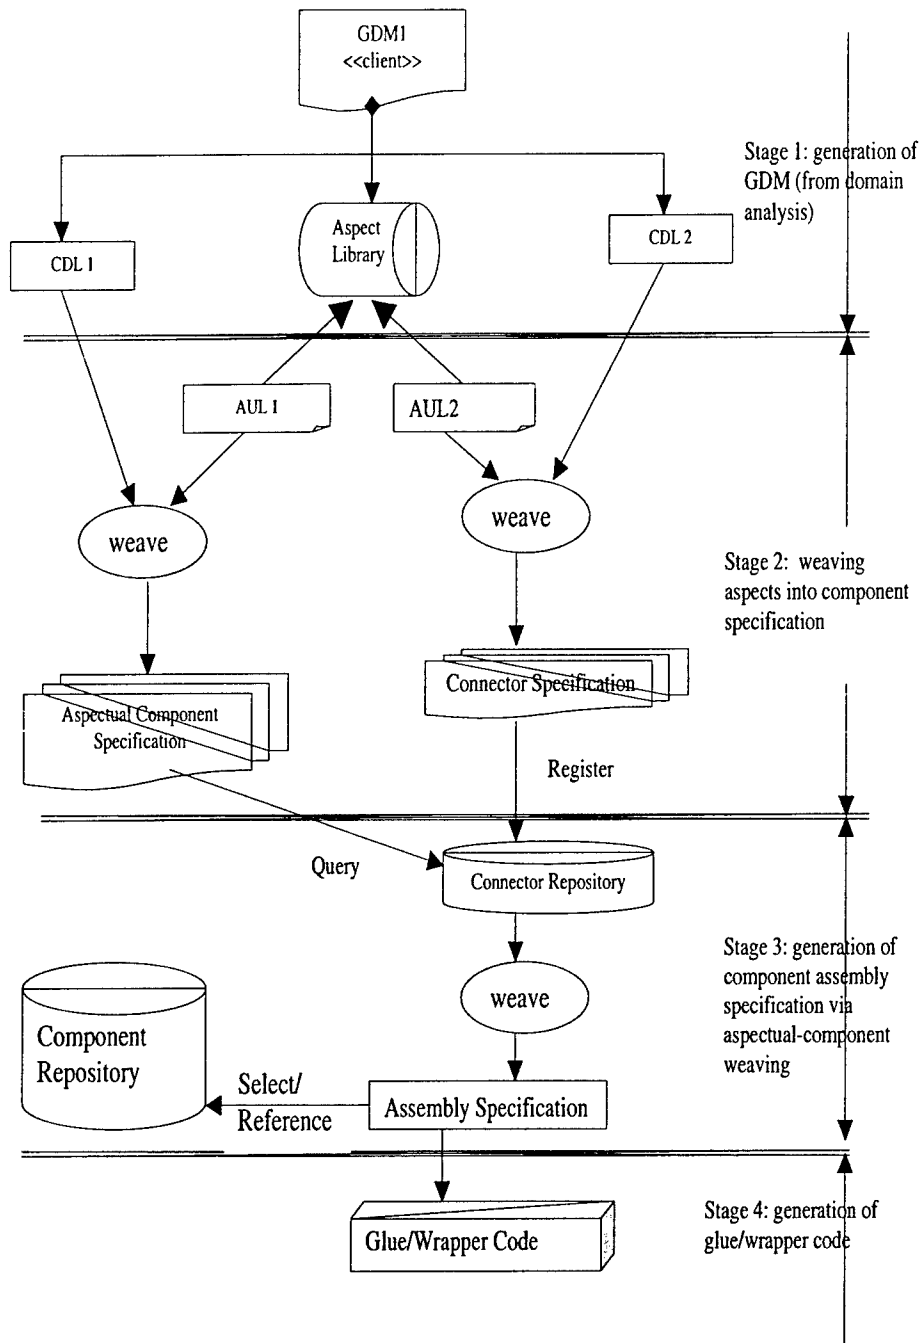 GDM1
<<client>>
Stage 1: generation of
GDM (from domain
analysis)
Aspect
Library
CDL 1
CDL 2
AUL 1
AUL2
weave
weave
Stage 2: weaving
aspects into component
specification
Connector Specification
Aspectual Component
Specification
Register
Query
Connector Repository
Stage 3: generation of
component assembly
specification via
aspectual-component
weaving
weave
Component
Repository
Select/
Reference
Assembly Specification
Stage 4: generation of
glue/wrapper code
Glue/Wrapper Code